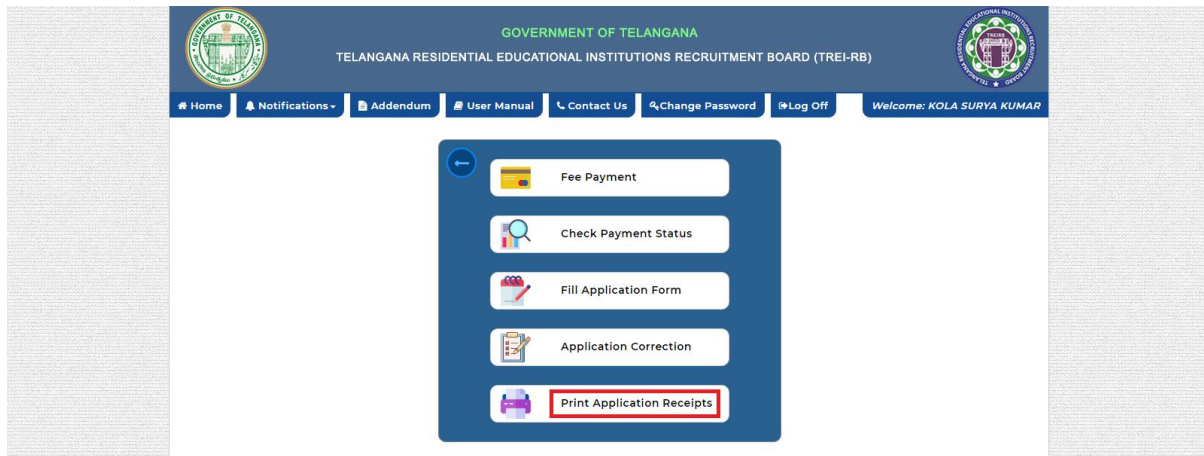 GOVERNMENT OF TELANGANA
TELANGANA RESIDENTIAL EDUCATIONAL INSTITUTIONS RECRUITMENT BOARD (TREI-RB)
Home Notifications Addendum User Manual Contact Us Change Password Log Off Welcome: KOLA SURYA KUMAR
Fee Payment
Check Payment Status
Fill Application Form
Application Correction
Print Application Receipts